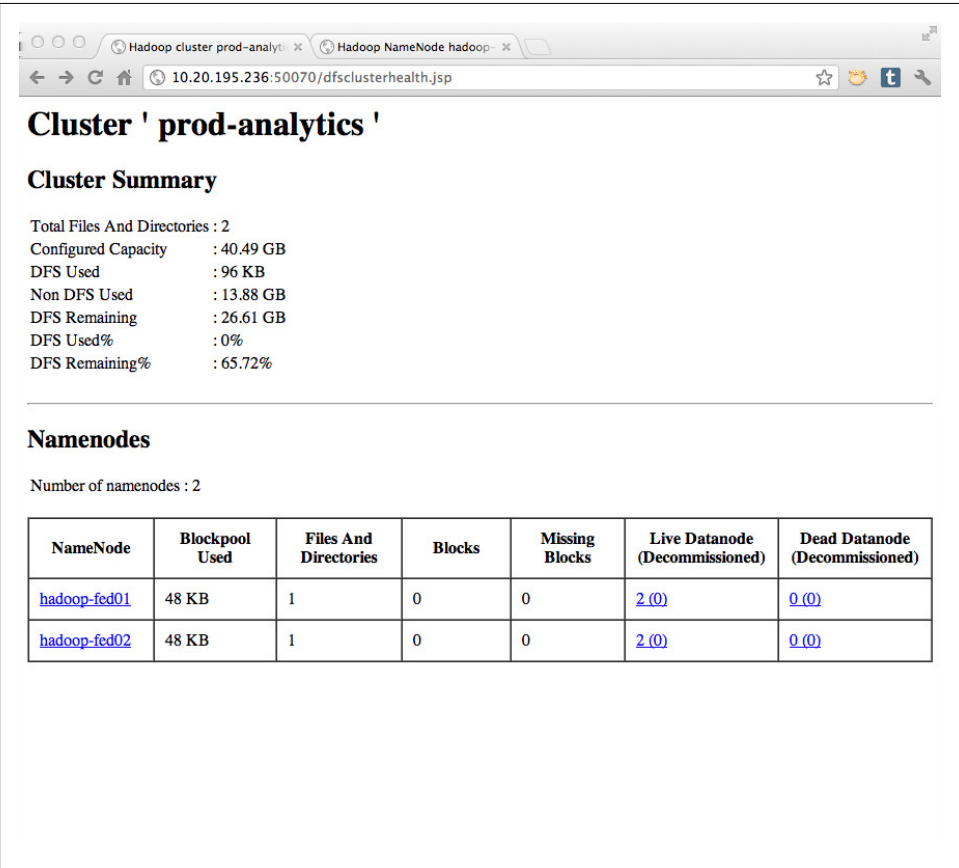 Hadoop cluster prod-analyti × Hadoop NameNode hadoop- ×
10.20.195.236:50070/dfsclusterhealth.jsp
t
Cluster ' prod-analytics '
Cluster Summary
Total Files And Directories : 2
Configured Capacity : 40.49 GB
DFS Used : 96 KB
Non DFS Used : 13.88 GB
DFS Remaining : 26.61 GB
DFS Used% : 0%
DFS Remaining% : 65.72%
Namenodes
Number of namenodes : 2
NameNode Blockpool Used Files And Directories Blocks Missing Blocks Live Datanode (Decommissioned) Dead Datanode (Decommissioned)
hadoop-fed01 48 KB 1 0 0 2 (0) 0 (0)
hadoop-fed02 48 KB 1 0 0 2 (0) 0 (0)